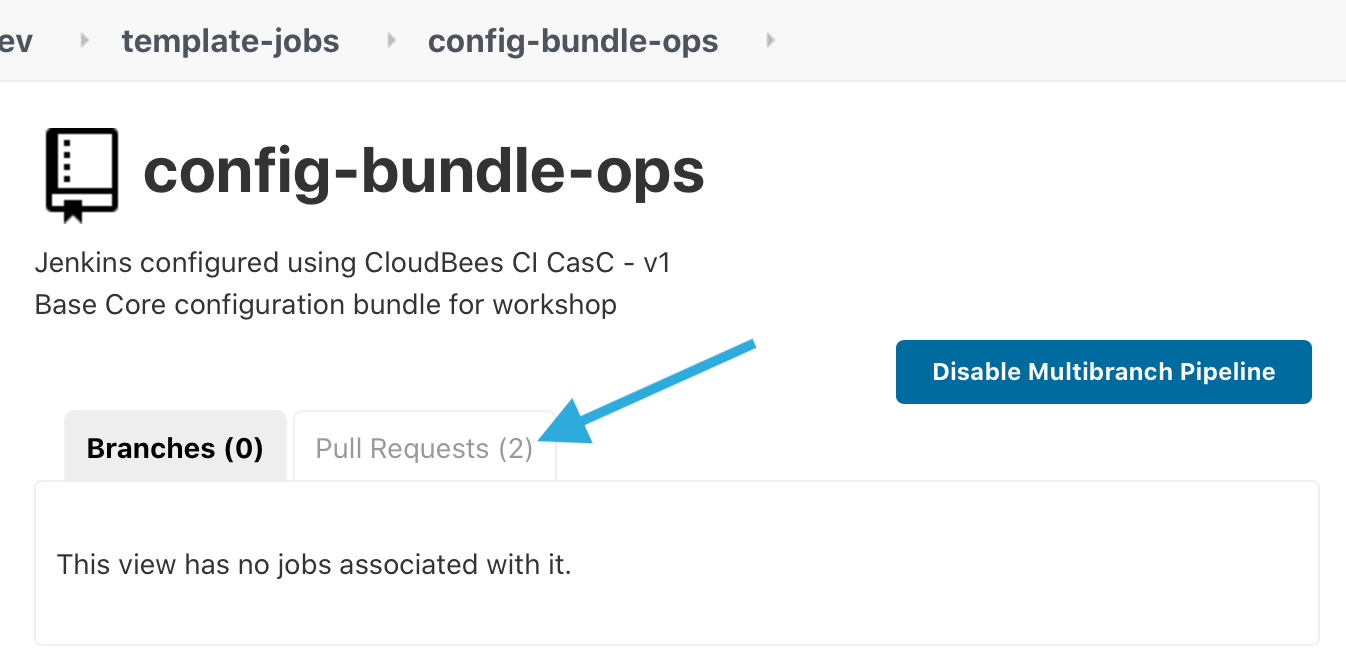 ev template-jobs config-bundle-ops
config-bundle-ops
Jenkins configured using CloudBees CI CasC - v1
Base Core configuration bundle for workshop
Disable Multibranch Pipeline
Branches (0) Pull Requests (2)
This view has no jobs associated with it.